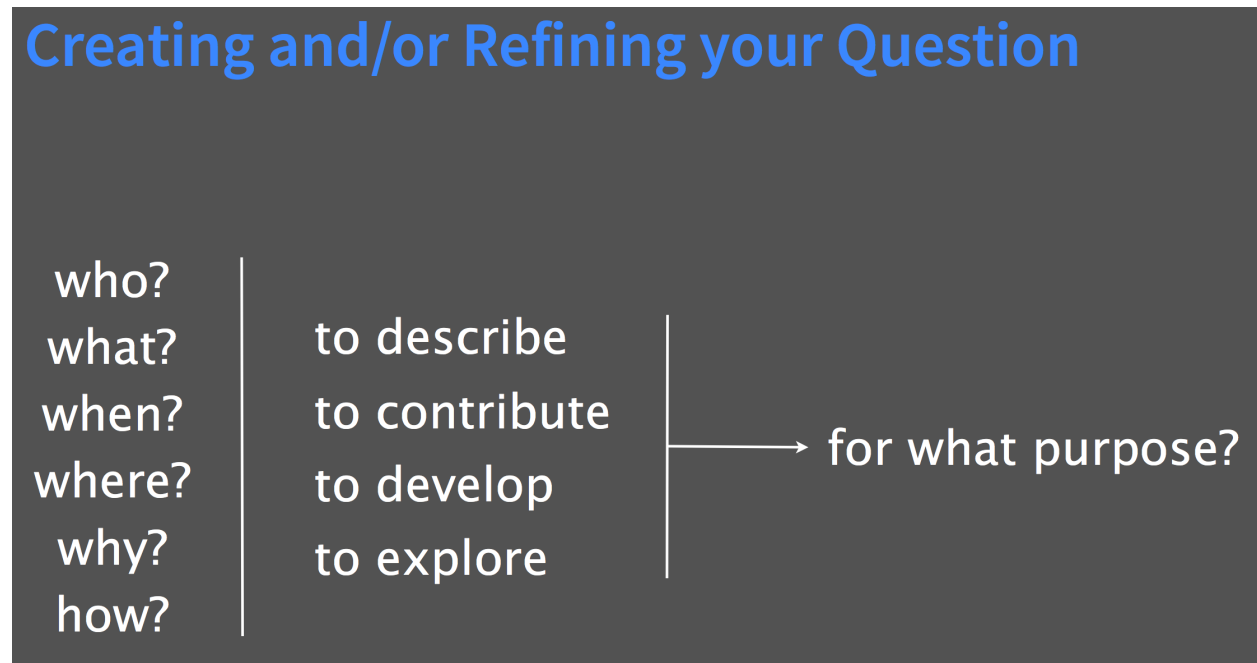 Creating and/or Refining your Question
who?
what?
when?
where?
why?
how?
to describe
to contribute
to develop
to explore
for what purpose?